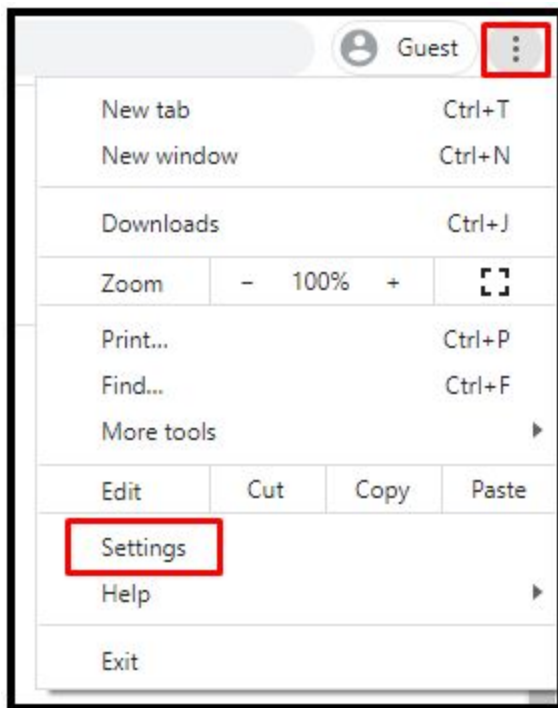 Guest
New tab Ctrl+T
New window Ctrl+N
Downloads Ctrl+J
Zoom - 100% +
Print... Ctrl+P
Find... Ctrl+F
More tools
Edit Cut Copy Paste
Settings
Help
Exit